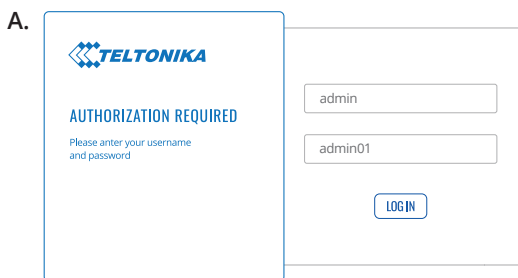 A.
TELTONIKA
AUTHORIZATION REQUIRED
Please anter your username
and password
admin
admin01
LOG IN